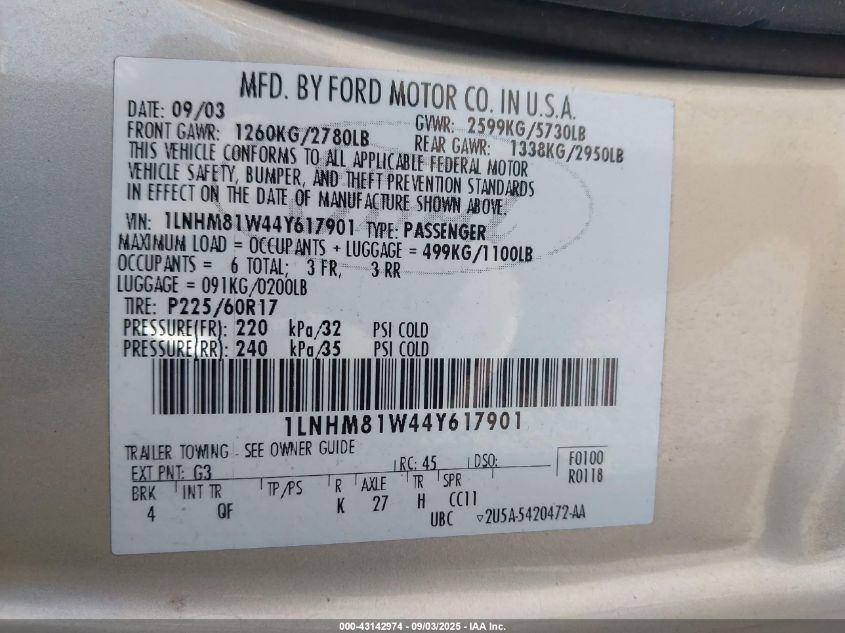 MFD. BY FORD MOTOR CO. IN U.S.A.
DATE: 09/03 GVWR: 2599KG/5730LB
FRONT GAWR: 1260KG/2780LB REAR GAWR: 1338KG/2950LB
THIS VEHICLE CONFORMS TO ALL APPLICABLE FEDERAL MOTOR
VEHICLE SAFETY, BUMPER, AND THEFT PREVENTION STANDARDS
IN EFFECT ON THE DATE OF MANUFACTURE SHOWN ABOVE.
VIN: 1LNHM81W44Y617901 TYPE: PASSENGER
MAXIMUM LOAD = OCCUPANTS + LUGGAGE = 499KG/1100LB
OCCUPANTS = 6 TOTAL; 3 FR, 3 RR
LUGGAGE = 091KG/0200LB
TIRE: P225/60R17
PRESSURE(FR): 220 kPa/32 PSI COLD
PRESSURE(RR): 240 kPa/35 PSI COLD
1LNHM81W44Y617901
TRAILER TOWING - SEE OWNER GUIDE
EXT PNT: G3 RC: 45 DSO: F0100
R0118
BRK INT TR TP/PS R AXLE TR SPR
4 QF K 27 H CC11
UBC ▽2U5A-5420472-AA
000-43142974 - 09/03/2025 - IAA Inc.